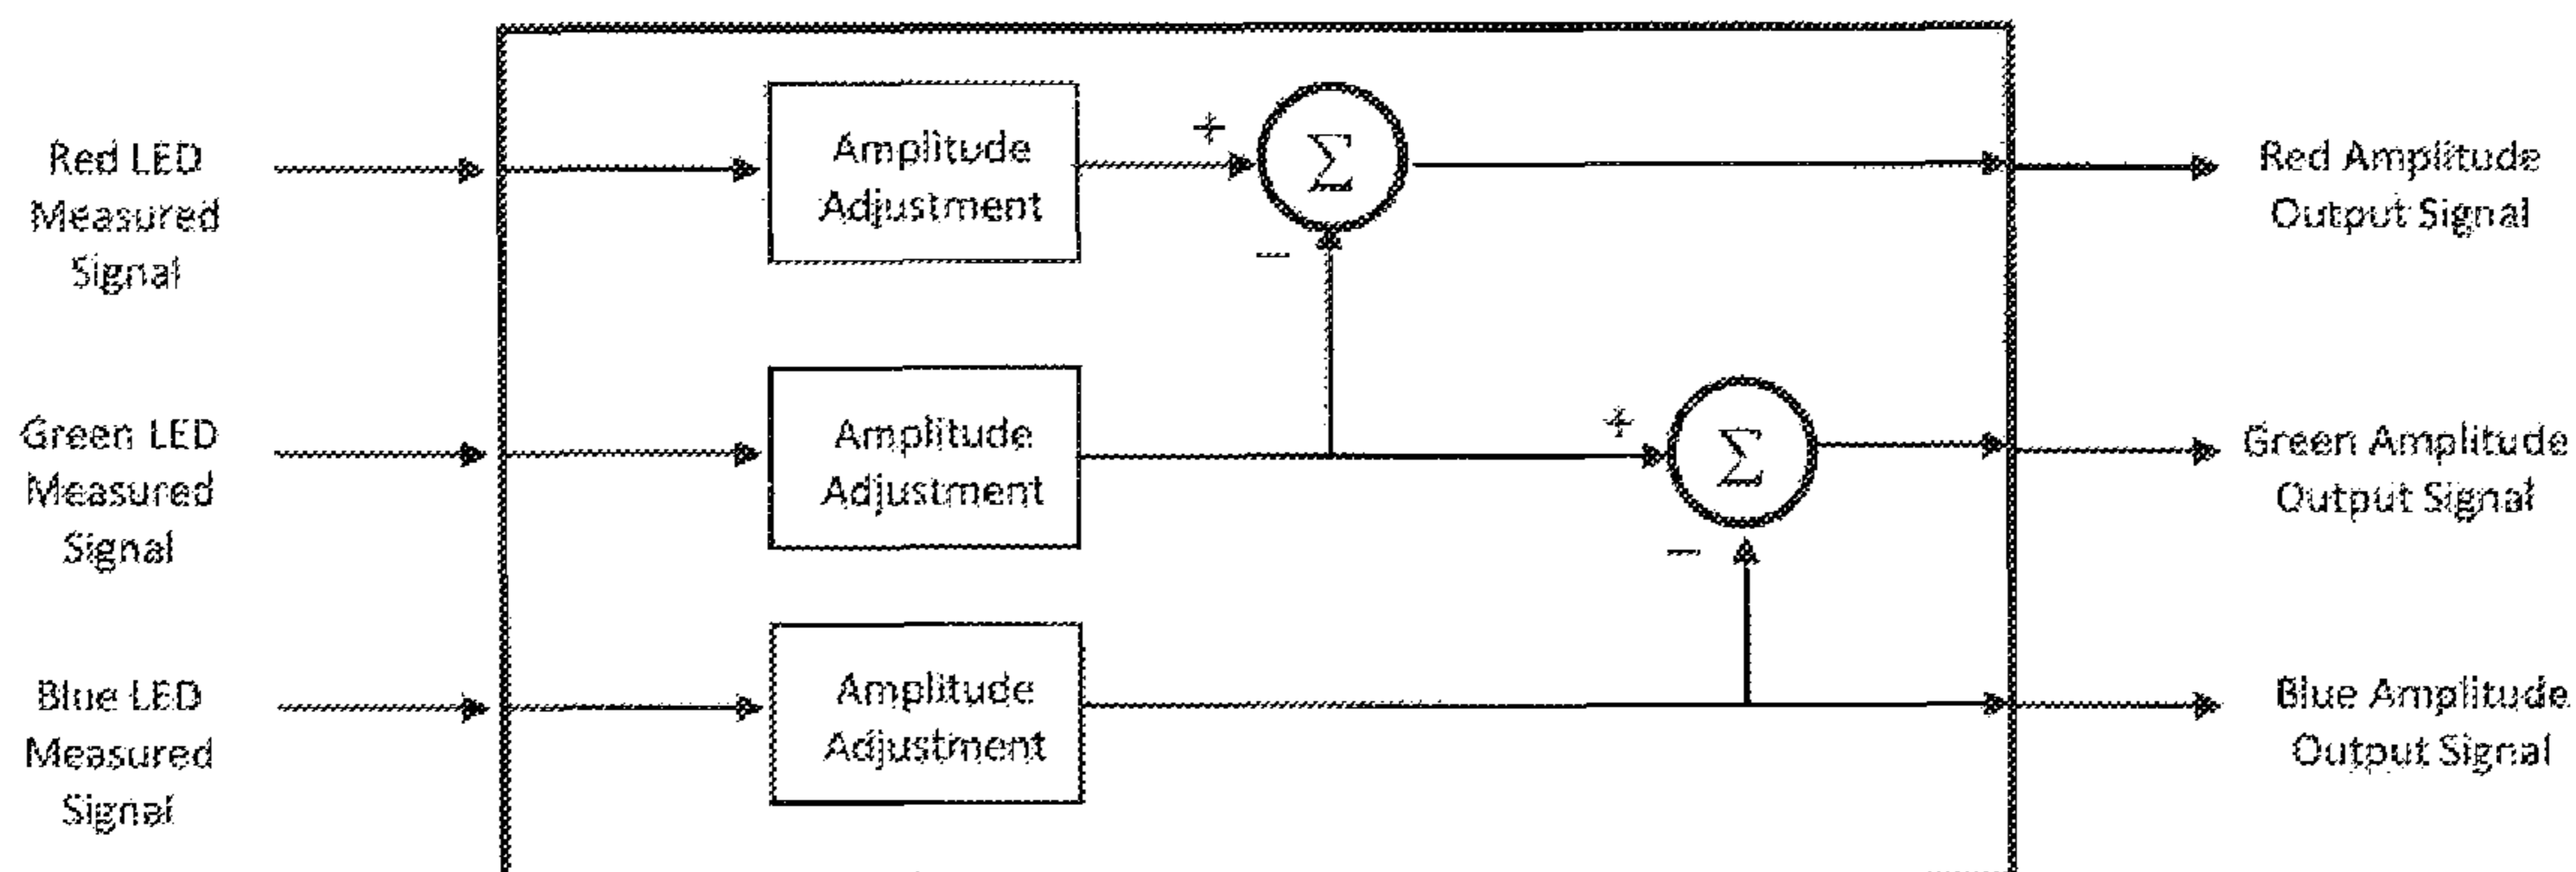 Red LED
Measured
Signal
Amplitude
Adjustment
+
Σ
−
Red Amplitude
Output Signal
Green LED
Measured
Signal
Amplitude
Adjustment
+
Σ
−
Green Amplitude
Output Signal
Blue LED
Measured
Signal
Amplitude
Adjustment
Blue Amplitude
Output Signal